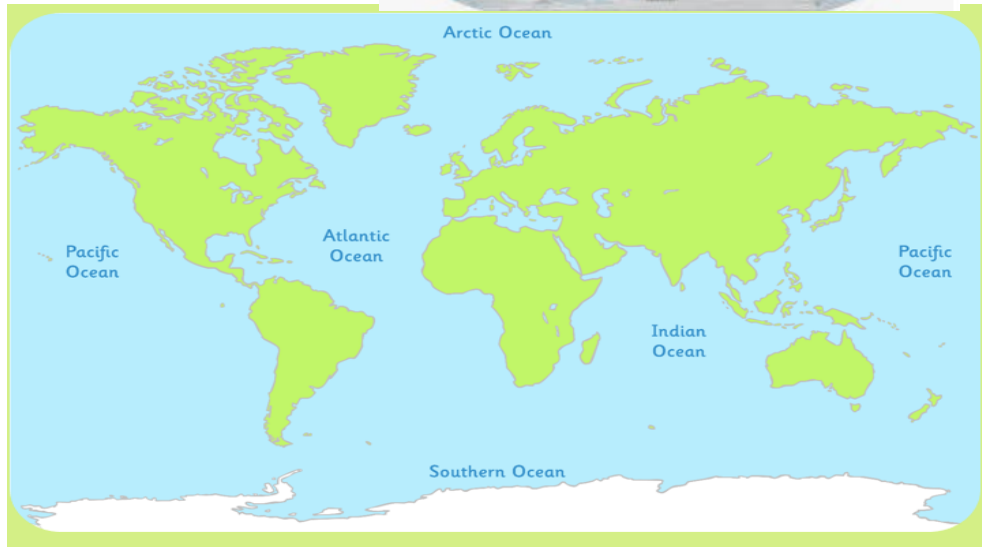 Arctic Ocean
Atlantic
Ocean
Pacific
Ocean
Pacific
Ocean
Indian
Ocean
Southern Ocean